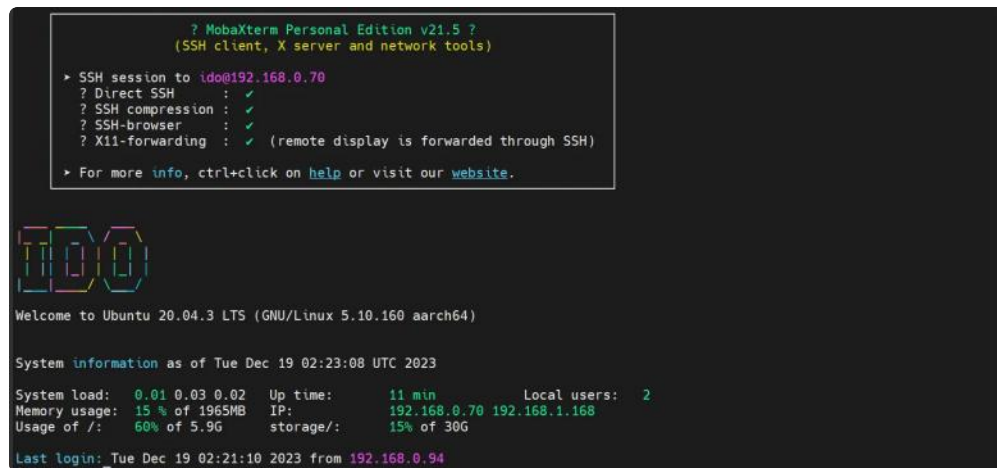 ? MobaXterm Personal Edition v21.5 ?
(SSH client, X server and network tools)
➤ SSH session to ido@192.168.0.70
? Direct SSH : ✔
? SSH compression : ✔
? SSH-browser : ✔
? X11-forwarding : ✔ (remote display is forwarded through SSH)
➤ For more info, ctrl+click on help or visit our website.
IDO
Welcome to Ubuntu 20.04.3 LTS (GNU/Linux 5.10.160 aarch64)
System information as of Tue Dec 19 02:23:08 UTC 2023
System load: 0.01 0.03 0.02 Up time: 11 min Local users: 2
Memory usage: 15 % of 1965MB IP: 192.168.0.70 192.168.1.168
Usage of /: 60% of 5.9G storage/: 15% of 30G
Last login: Tue Dec 19 02:21:10 2023 from 192.168.0.94